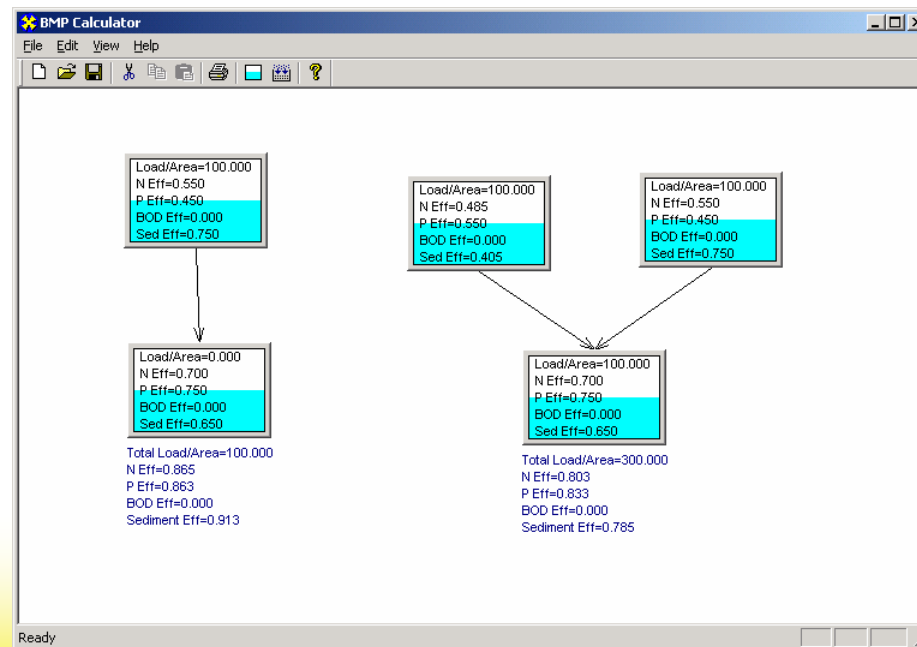 BMP Calculator
File Edit View Help
Load/Area=100.000
N Eff=0.550
P Eff=0.450
BOD Eff=0.000
Sed Eff=0.750
Load/Area=0.000
N Eff=0.700
P Eff=0.750
BOD Eff=0.000
Sed Eff=0.650
Total Load/Area=100.000
N Eff=0.865
P Eff=0.863
BOD Eff=0.000
Sediment Eff=0.913
Load/Area=100.000
N Eff=0.485
P Eff=0.550
BOD Eff=0.000
Sed Eff=0.405
Load/Area=100.000
N Eff=0.550
P Eff=0.450
BOD Eff=0.000
Sed Eff=0.750
Load/Area=100.000
N Eff=0.700
P Eff=0.750
BOD Eff=0.000
Sed Eff=0.650
Total Load/Area=300.000
N Eff=0.803
P Eff=0.833
BOD Eff=0.000
Sediment Eff=0.785
Ready